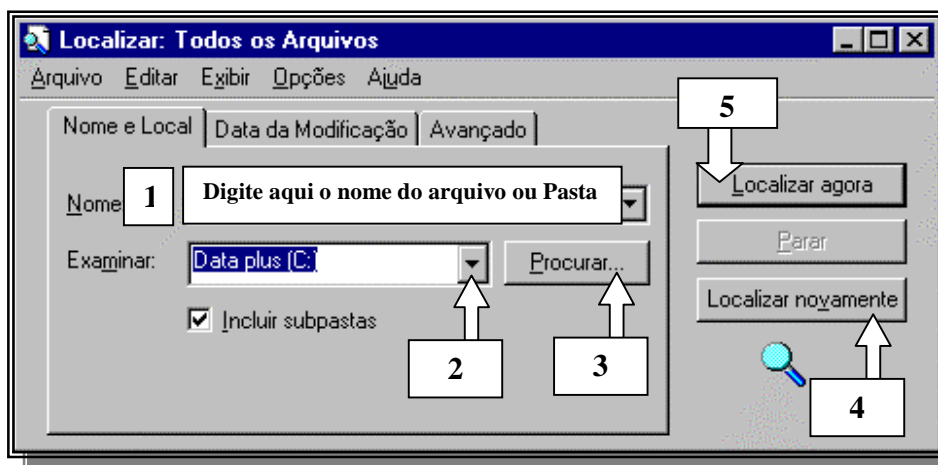 Localizar: Todos os Arquivos
Arquivo Editar Exibir Opções Ajuda
Nome e Local Data da Modificação Avançado
5
Nome 1 Digite aqui o nome do arquivo ou Pasta
Localizar agora
Examinar: Data plus (C:) Procurar...
Parar
Incluir subpastas
Localizar novamente
2 3
4